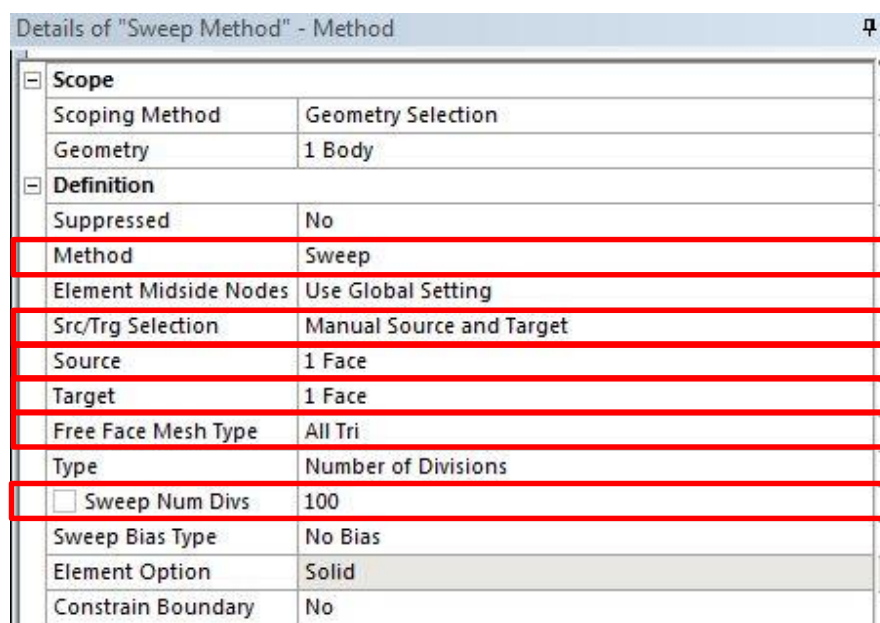 Details of "Sweep Method" - Method
Scope
Scoping Method Geometry Selection
Geometry 1 Body
Definition
Suppressed No
Method Sweep
Element Midside Nodes Use Global Setting
Src/Trg Selection Manual Source and Target
Source 1 Face
Target 1 Face
Free Face Mesh Type All Tri
Type Number of Divisions
Sweep Num Divs 100
Sweep Bias Type No Bias
Element Option Solid
Constrain Boundary No